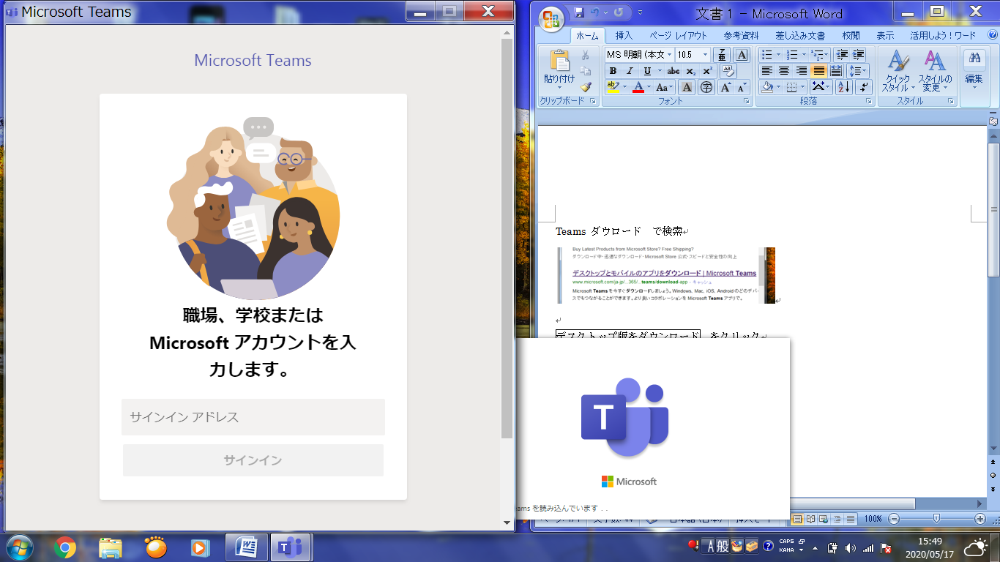 Microsoft Teams
Microsoft Teams
職場、学校または
Microsoft アカウントを入
力します。
サインイン アドレス
サインイン
文書 1 - Microsoft Word
ホーム 挿入 ページ レイアウト 参考資料 差し込み文書 校閲 表示 活用しよう！ワード
MS 明朝 (本文 10.5
貼り付け
クイック スタイル
スタイルの 変更
編集
クリップボード フォント 段落 スタイル
Teams ダウロード　で検索
Buy Latest Products from Microsoft Store? Free Shipping?
ダウンロード中・迅速なダウンロード・Microsoft Store 公式・スピードと安全性の向上
デスクトップとモバイルのアプリをダウンロード | Microsoft Teams
www.microsoft.com/ja-jp/...365/...teams/download-app - キャッシュ
Microsoft Teams を今すぐダウンロードしましょう。Windows、Mac、iOS、Android のどのデバイ
スでもつながることができます。より良いコラボレーションを Microsoft Teams アプリで。
デスクトップ版をダウンロード　をクリック
T
Microsoft
eams を読み込んでいます . .
100%
A 般
CAPS
KANA
15:49
2020/05/17